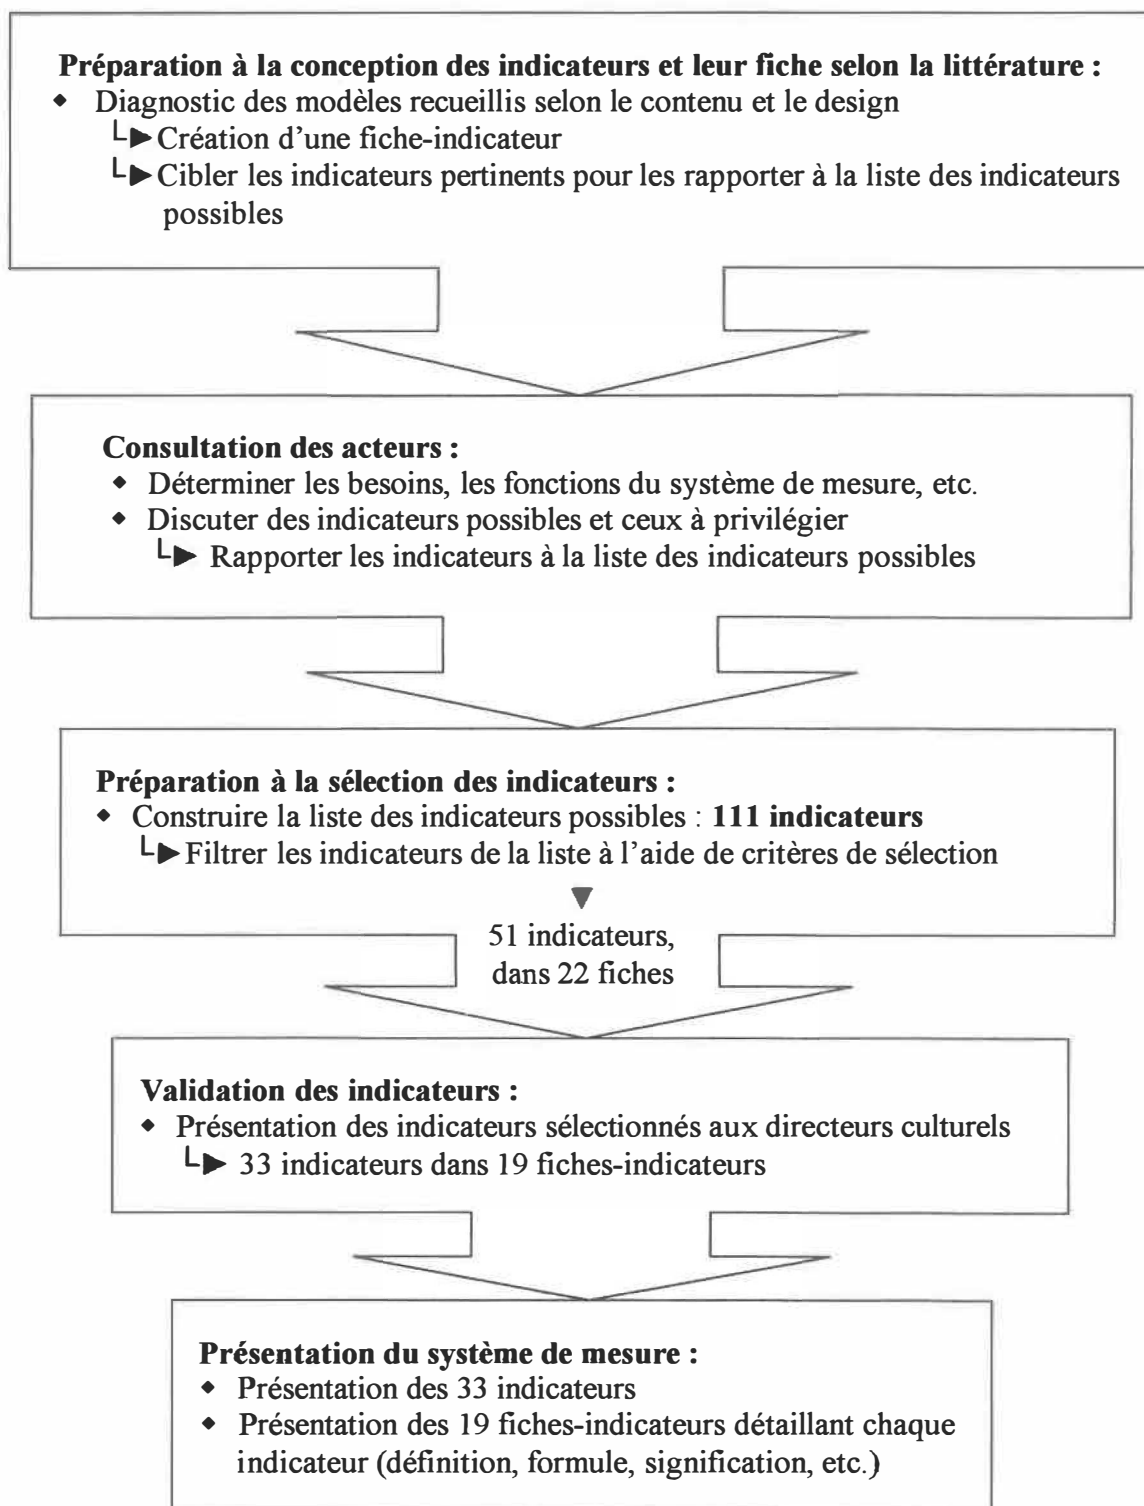 Préparation à la conception des indicateurs et leur fiche selon la littérature :
◆ Diagnostic des modèles recueillis selon le contenu et le design
└► Création d'une fiche-indicateur
└► Cibler les indicateurs pertinents pour les rapporter à la liste des indicateurs
possibles
Consultation des acteurs :
◆ Déterminer les besoins, les fonctions du système de mesure, etc.
◆ Discuter des indicateurs possibles et ceux à privilégier
└► Rapporter les indicateurs à la liste des indicateurs possibles
Préparation à la sélection des indicateurs :
◆ Construire la liste des indicateurs possibles : 111 indicateurs
└► Filtrer les indicateurs de la liste à l'aide de critères de sélection
▼
51 indicateurs,
dans 22 fiches
Validation des indicateurs :
◆ Présentation des indicateurs sélectionnés aux directeurs culturels
└► 33 indicateurs dans 19 fiches-indicateurs
Présentation du système de mesure :
◆ Présentation des 33 indicateurs
◆ Présentation des 19 fiches-indicateurs détaillant chaque
indicateur (définition, formule, signification, etc.)